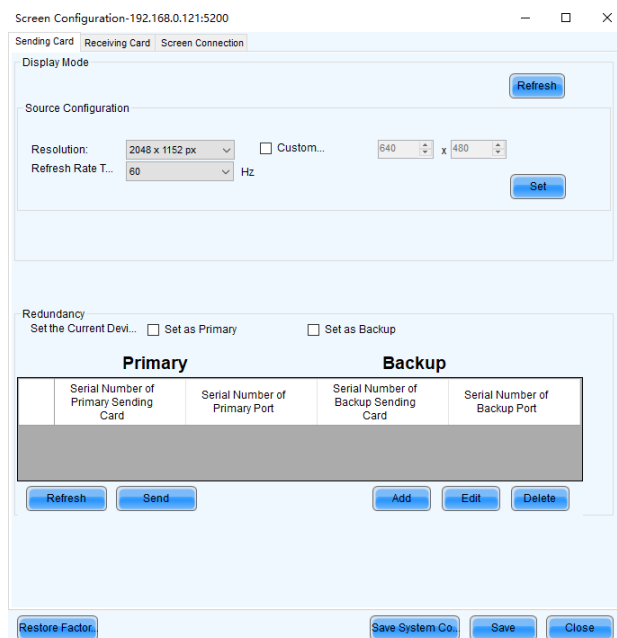 Screen Configuration-192.168.0.121:5200
Sending Card Receiving Card Screen Connection
Display Mode
Refresh
Source Configuration
Resolution: 2048 x 1152 px Custom... 640 x 480
Refresh Rate T... 60 Hz
Set
Redundancy
Set the Current Devi... Set as Primary Set as Backup
Primary Backup
Serial Number of Primary Sending Card Serial Number of Primary Port Serial Number of Backup Sending Card Serial Number of Backup Port
Refresh Send Add Edit Delete
Restore Factor.. Save System Co.. Save Close